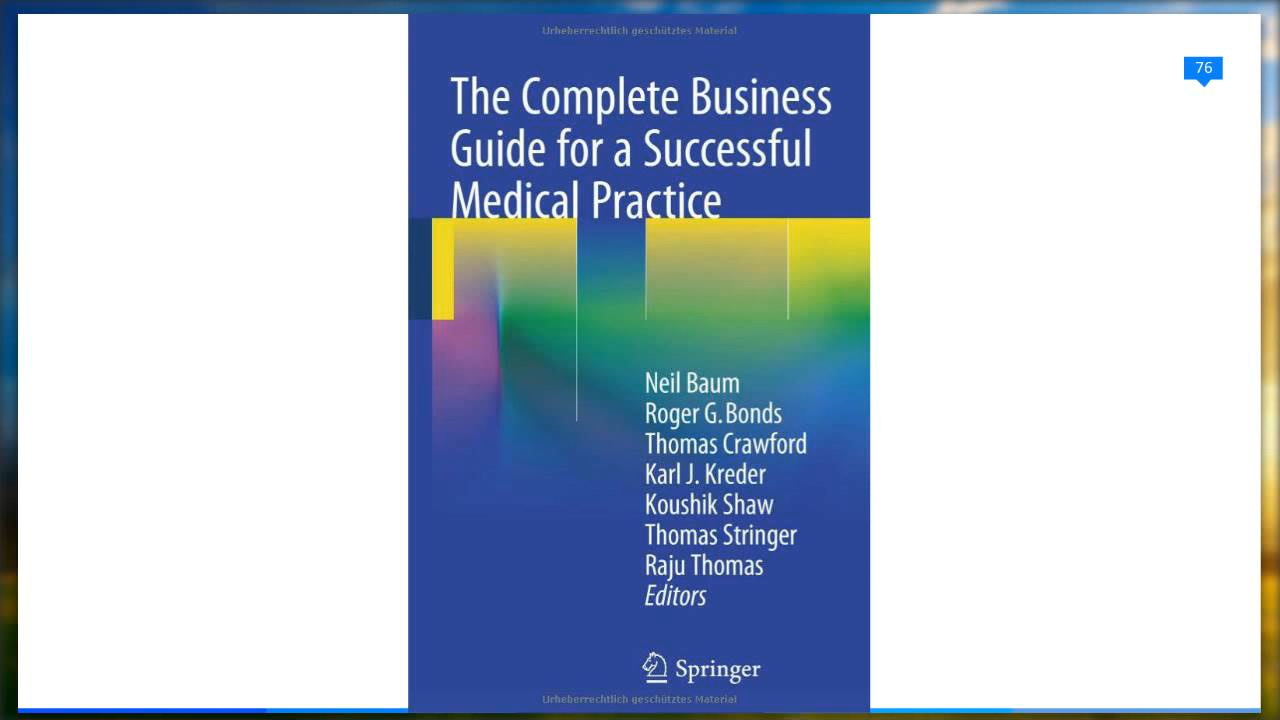 Urheberrechtlich geschütztes Material
76
The Complete Business
Guide for a Successful
Medical Practice
Neil Baum
Roger G. Bonds
Thomas Crawford
Karl J. Kreder
Koushik Shaw
Thomas Stringer
Raju Thomas
Editors
Springer
Urheberrechtlich geschütztes Material